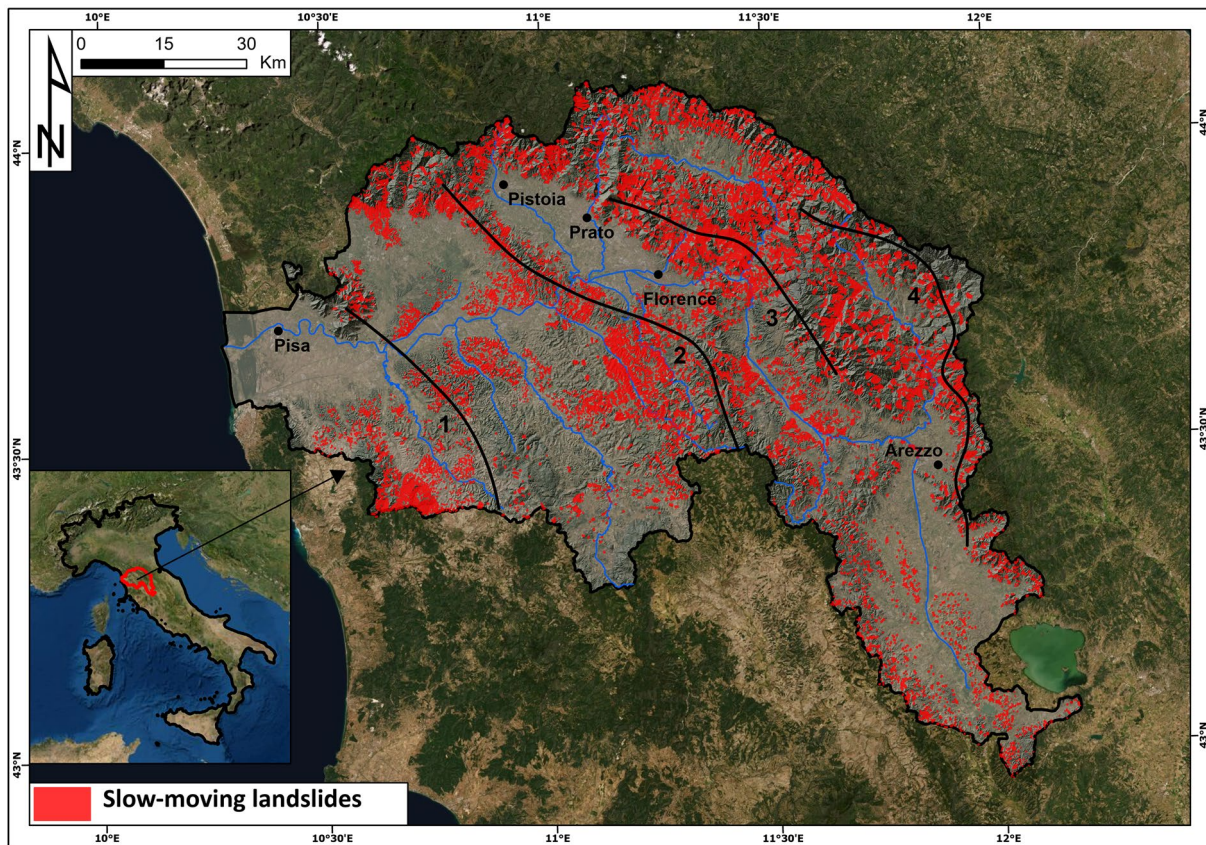 10°E 10°30'E 11°E 11°30'E 12°E
0 15 30
Km
N
44°N
44°N
Pistoia
Prato
Florence
4
3
Pisa
2
1
43°30'N
43°30'N
Arezzo
43°N
43°N
Slow-moving landslides
10°E 10°30'E 11°E 11°30'E 12°E